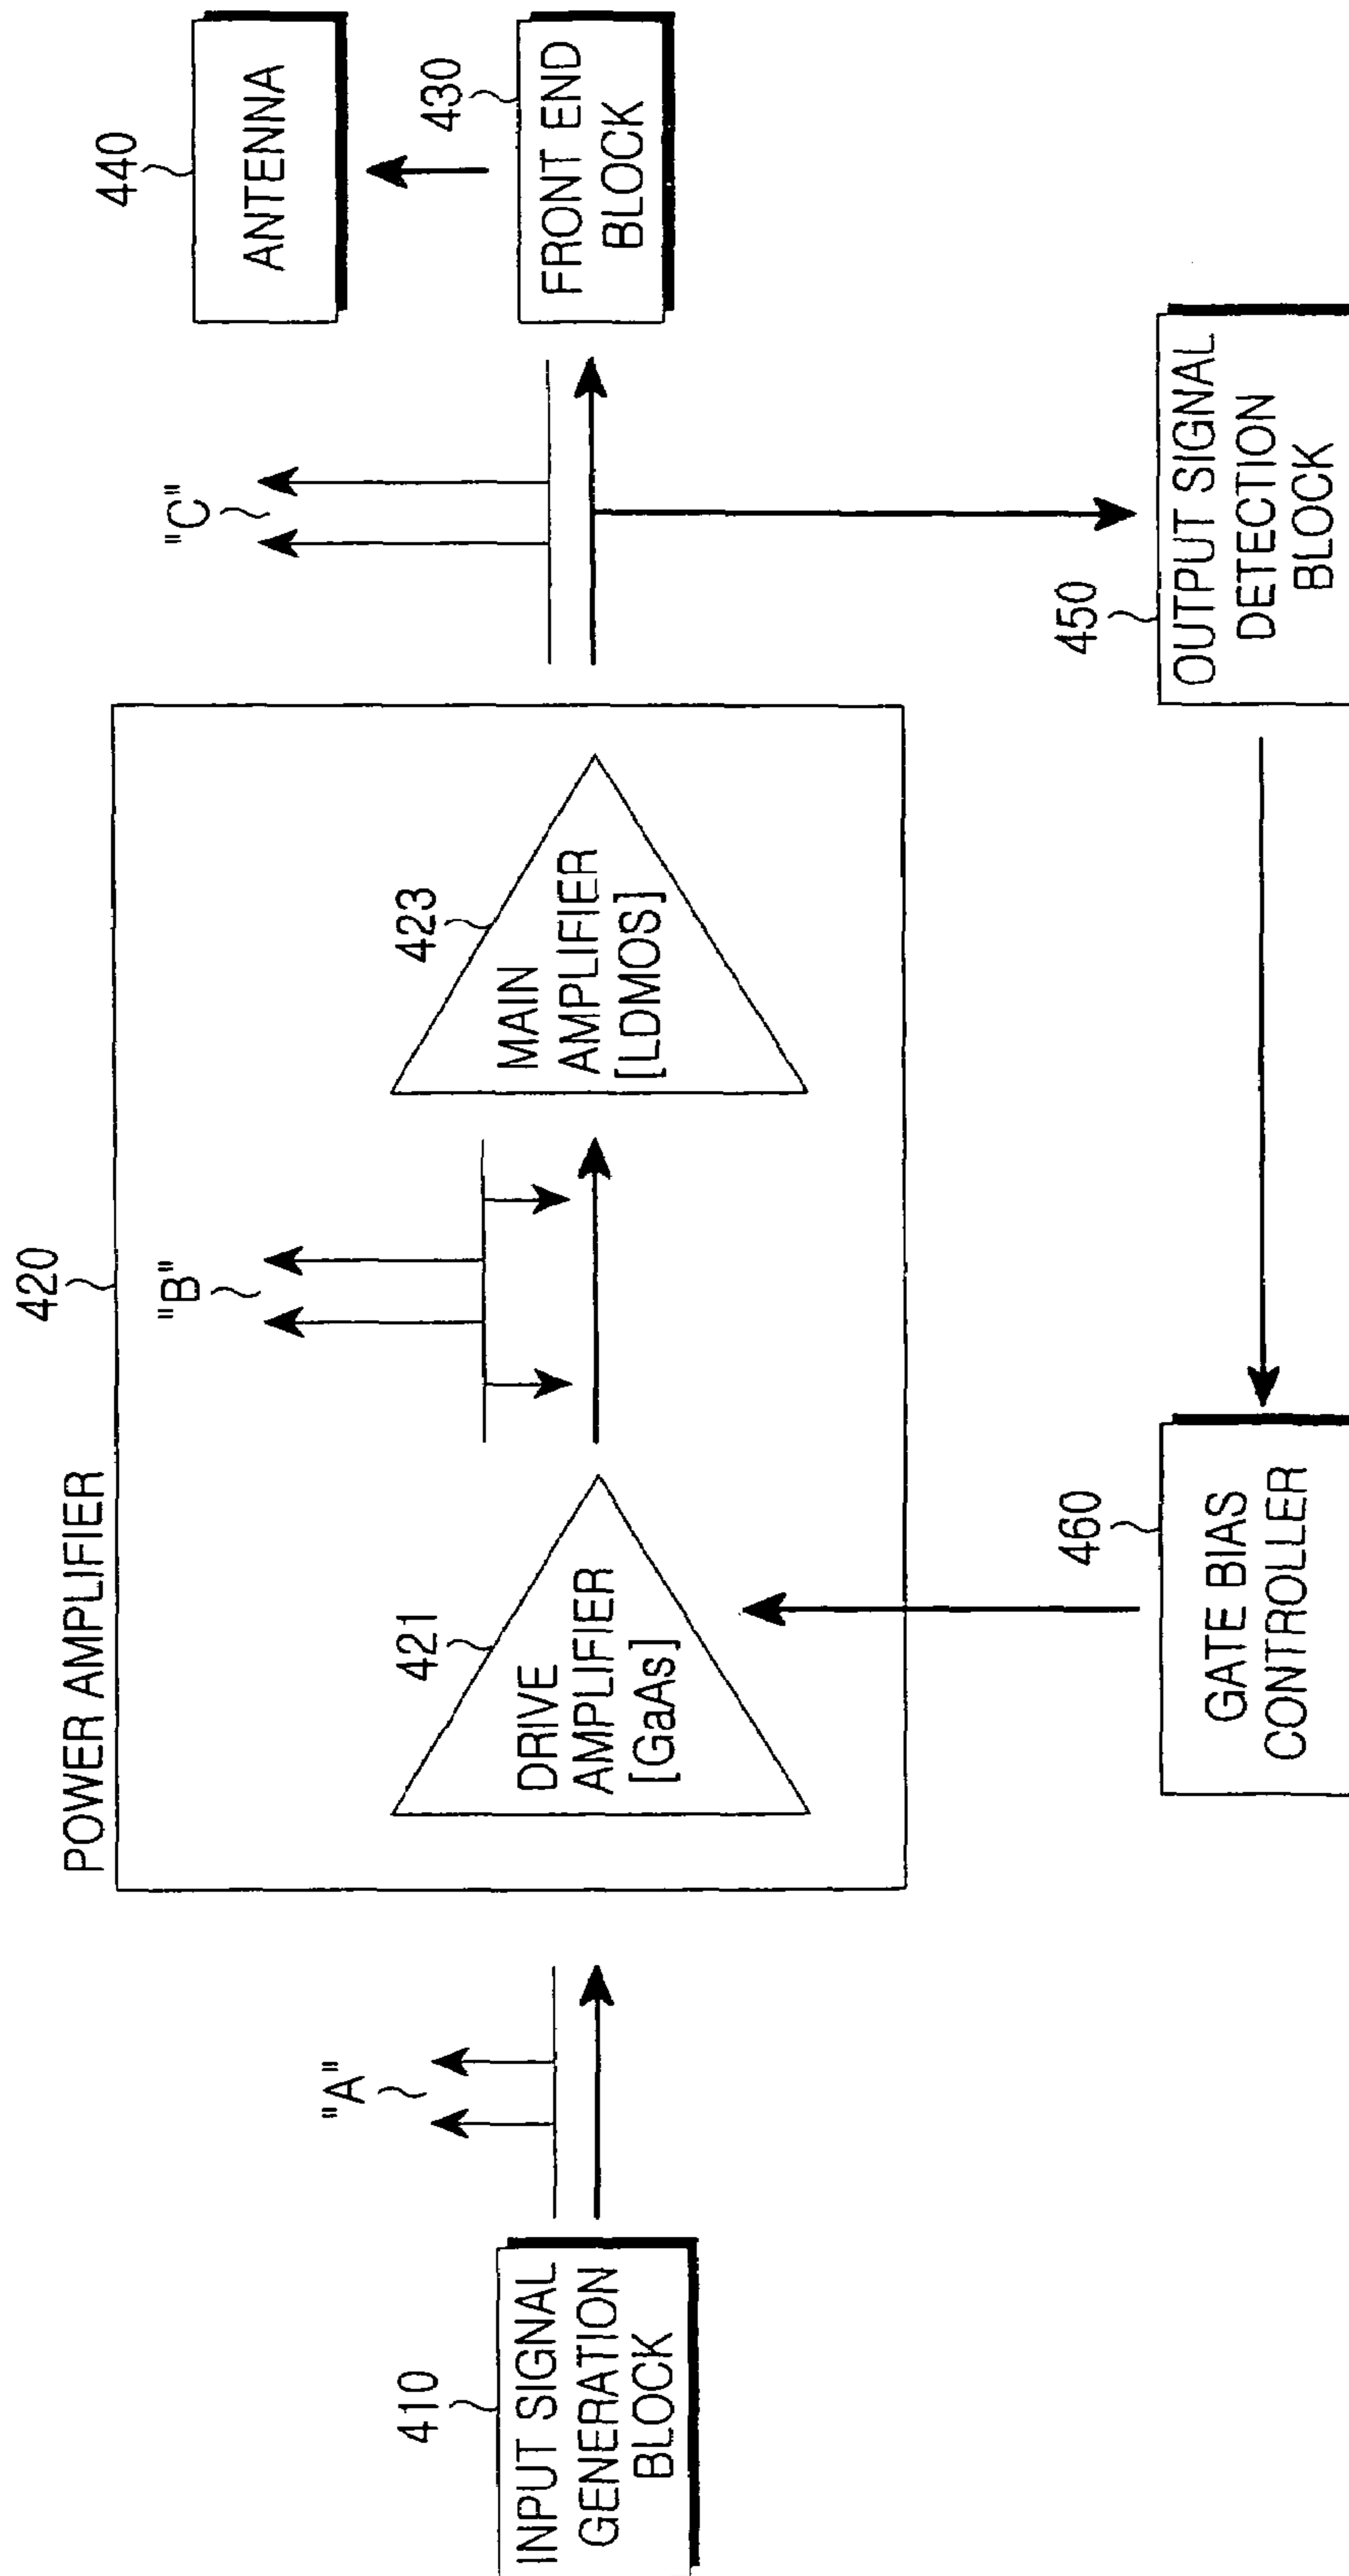 POWER AMPLIFIER
420
410
INPUT SIGNAL
GENERATION
BLOCK
"A"
421
DRIVE
AMPLIFIER
[GaAs]
"B"
423
MAIN
AMPLIFIER
[LDMOS]
"C"
440
ANTENNA
430
FRONT END
BLOCK
450
OUTPUT SIGNAL
DETECTION
BLOCK
460
GATE BIAS
CONTROLLER